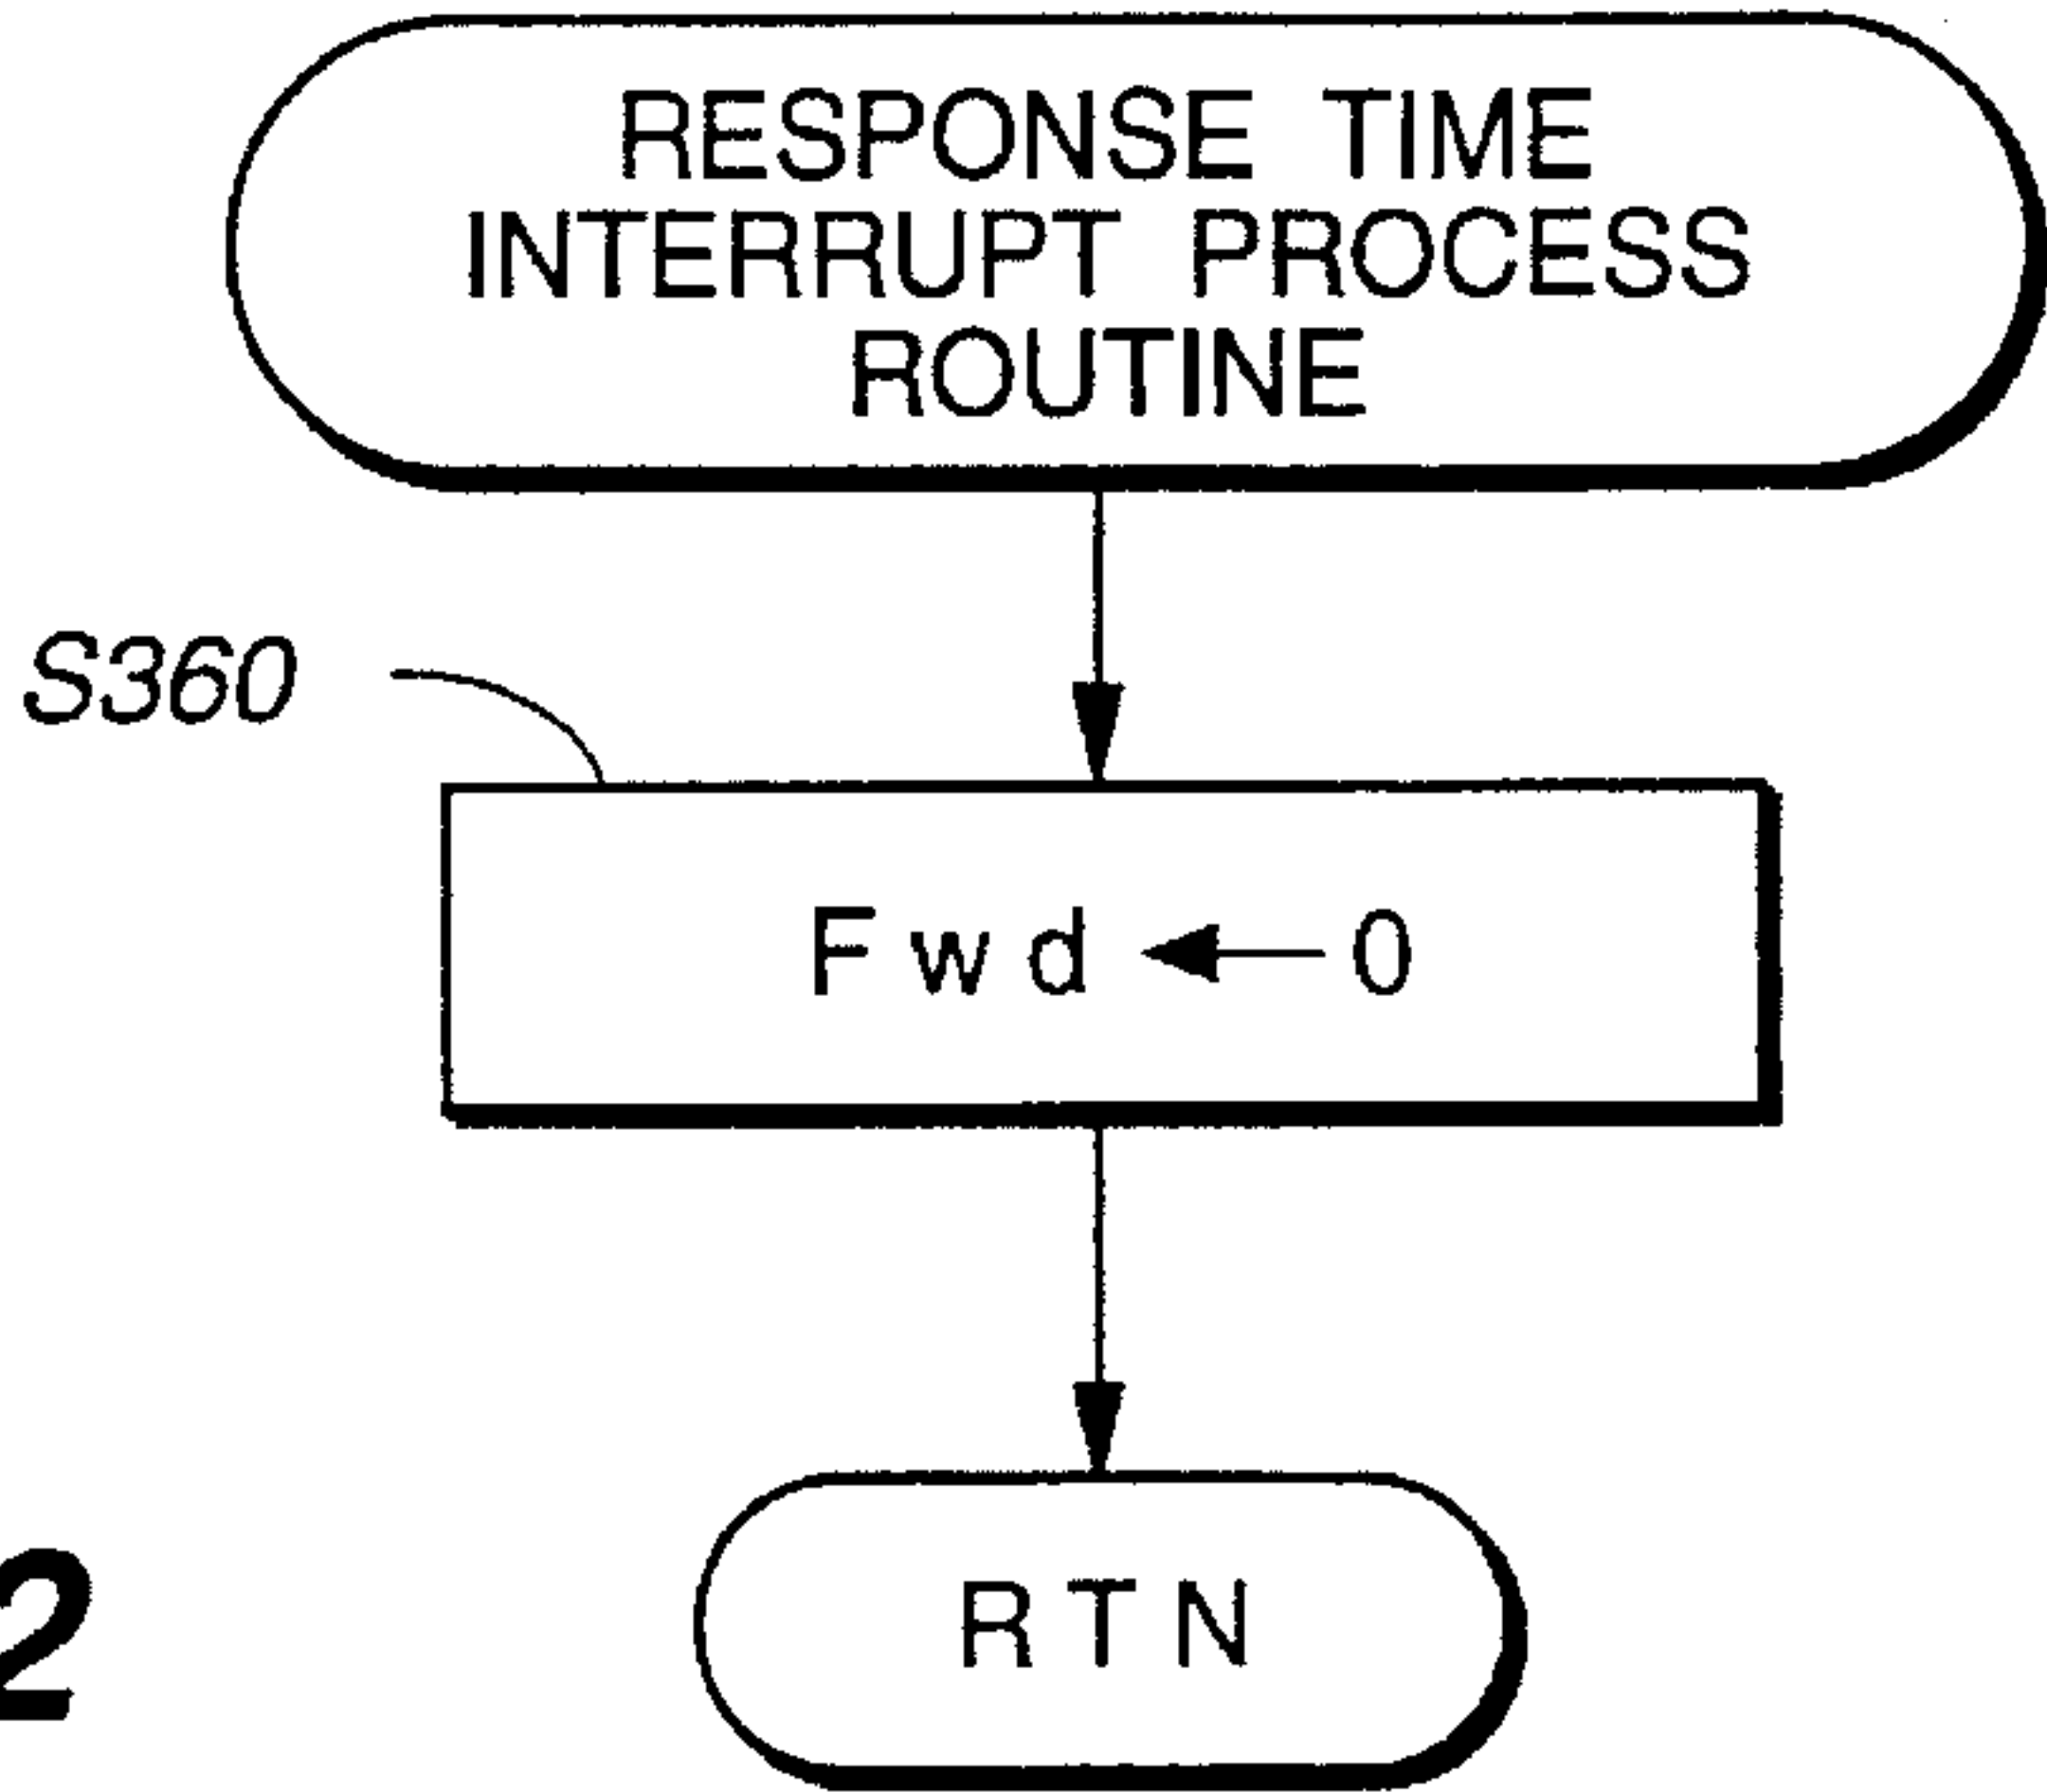 RESPONSE TIME
INTERRUPT PROCESS
ROUTINE
S360
Fwd ← 0
RTN
2